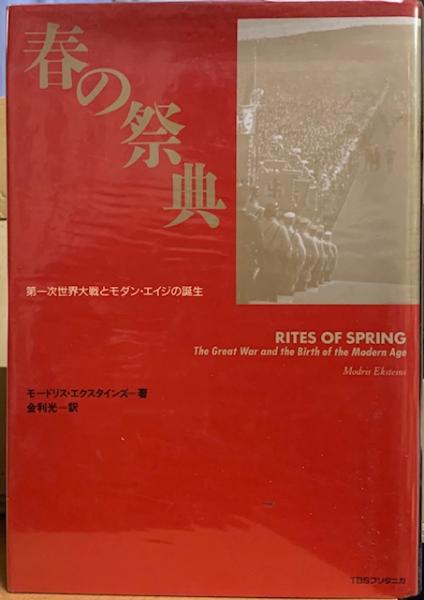 春の祭典
第一次世界大戦とモダン・エイジの誕生
RITES OF SPRING
The Great War and the Birth of the Modern Age
Modris Eksteins
モードリス・エクスタインズ―著
金利光―訳
TBSブリタニカ